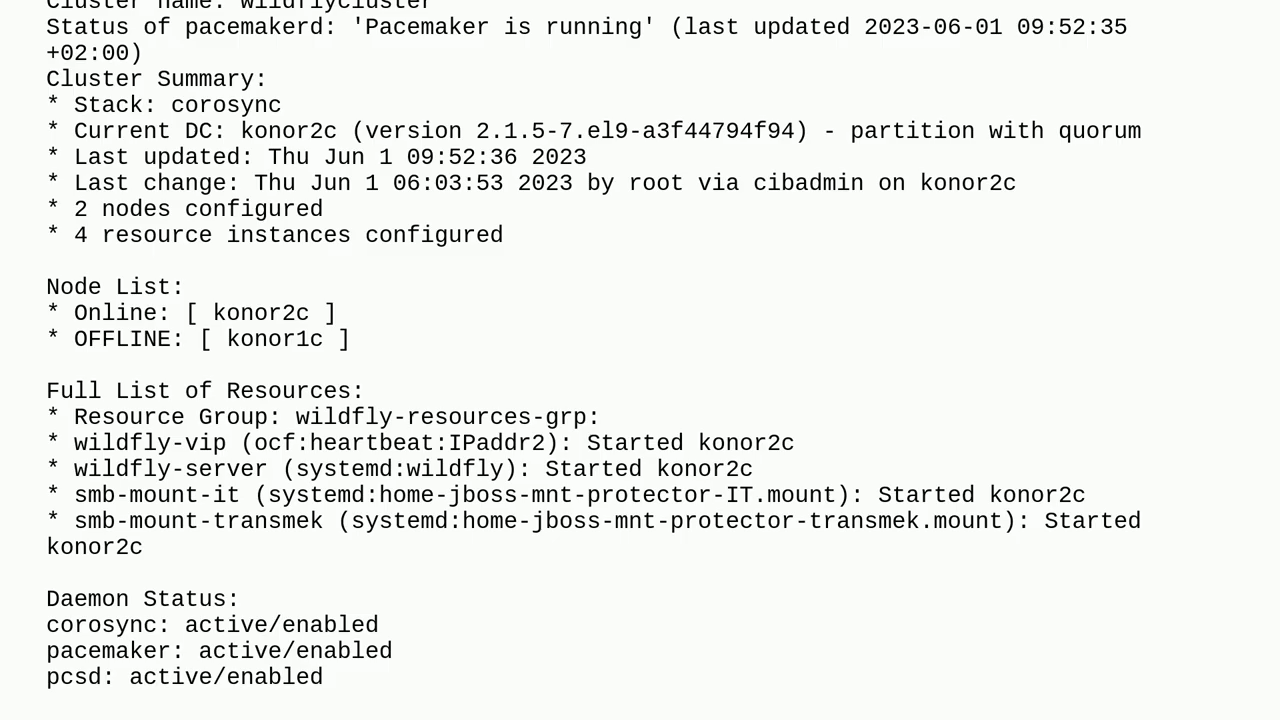 Cluster name: wildflycluster
Status of pacemakerd: 'Pacemaker is running' (last updated 2023-06-01 09:52:35
+02:00)
Cluster Summary:
* Stack: corosync
* Current DC: konor2c (version 2.1.5-7.el9-a3f44794f94) - partition with quorum
* Last updated: Thu Jun 1 09:52:36 2023
* Last change: Thu Jun 1 06:03:53 2023 by root via cibadmin on konor2c
* 2 nodes configured
* 4 resource instances configured

Node List:
* Online: [ konor2c ]
* OFFLINE: [ konor1c ]

Full List of Resources:
* Resource Group: wildfly-resources-grp:
* wildfly-vip (ocf:heartbeat:IPaddr2): Started konor2c
* wildfly-server (systemd:wildfly): Started konor2c
* smb-mount-it (systemd:home-jboss-mnt-protector-IT.mount): Started konor2c
* smb-mount-transmek (systemd:home-jboss-mnt-protector-transmek.mount): Started
konor2c

Daemon Status:
corosync: active/enabled
pacemaker: active/enabled
pcsd: active/enabled